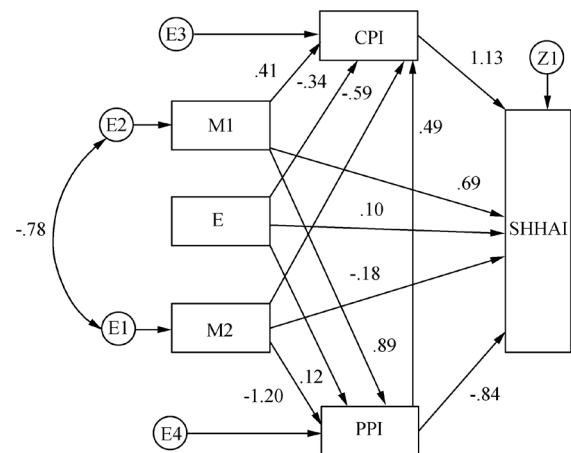 E3
CPI
1.13
Z1
.41
-.34
-.59
E2
M1
.49
.69
E
.10
SHHAI
-.78
-.18
E1
M2
.89
.12
-1.20
-.84
E4
PPI